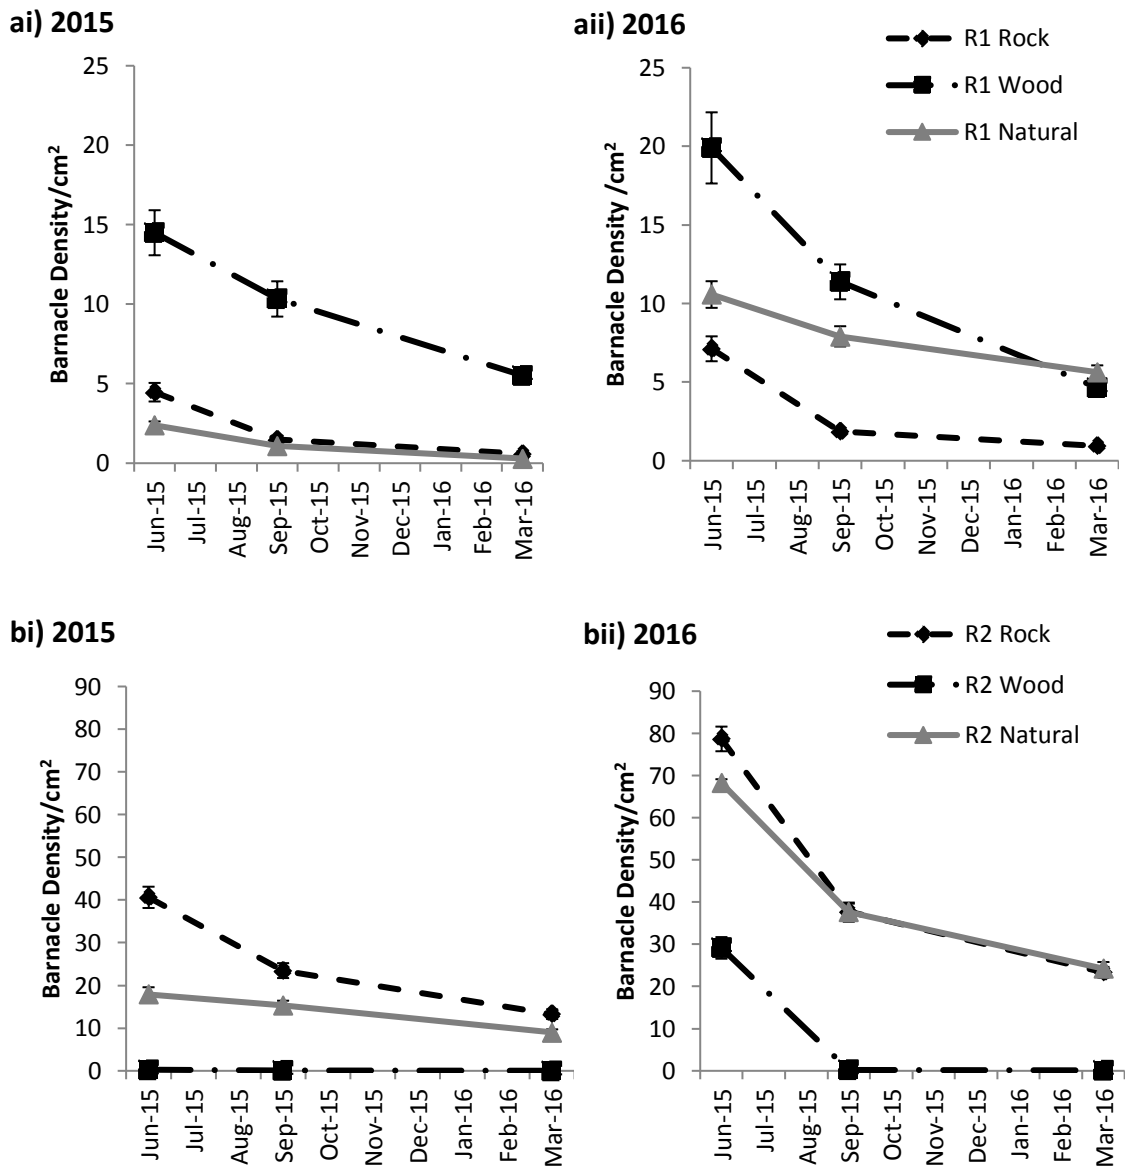 ai) 2015
Barnacle Density/cm²
25
20
15
10
5
0
Jun-15
Jul-15
Aug-15
Sep-15
Oct-15
Nov-15
Dec-15
Jan-16
Feb-16
Mar-16
aii) 2016
R1 Rock
R1 Wood
R1 Natural
Barnacle Density /cm²
25
20
15
10
5
0
Jun-15
Jul-15
Aug-15
Sep-15
Oct-15
Nov-15
Dec-15
Jan-16
Feb-16
Mar-16
bi) 2015
Barnacle Density/cm²
90
80
70
60
50
40
30
20
10
0
Jun-15
Jul-15
Aug-15
Sep-15
Oct-15
Nov-15
Dec-15
Jan-16
Feb-16
Mar-16
bii) 2016
R2 Rock
R2 Wood
R2 Natural
Barnacle Density/cm²
90
80
70
60
50
40
30
20
10
0
Jun-15
Jul-15
Aug-15
Sep-15
Oct-15
Nov-15
Dec-15
Jan-16
Feb-16
Mar-16